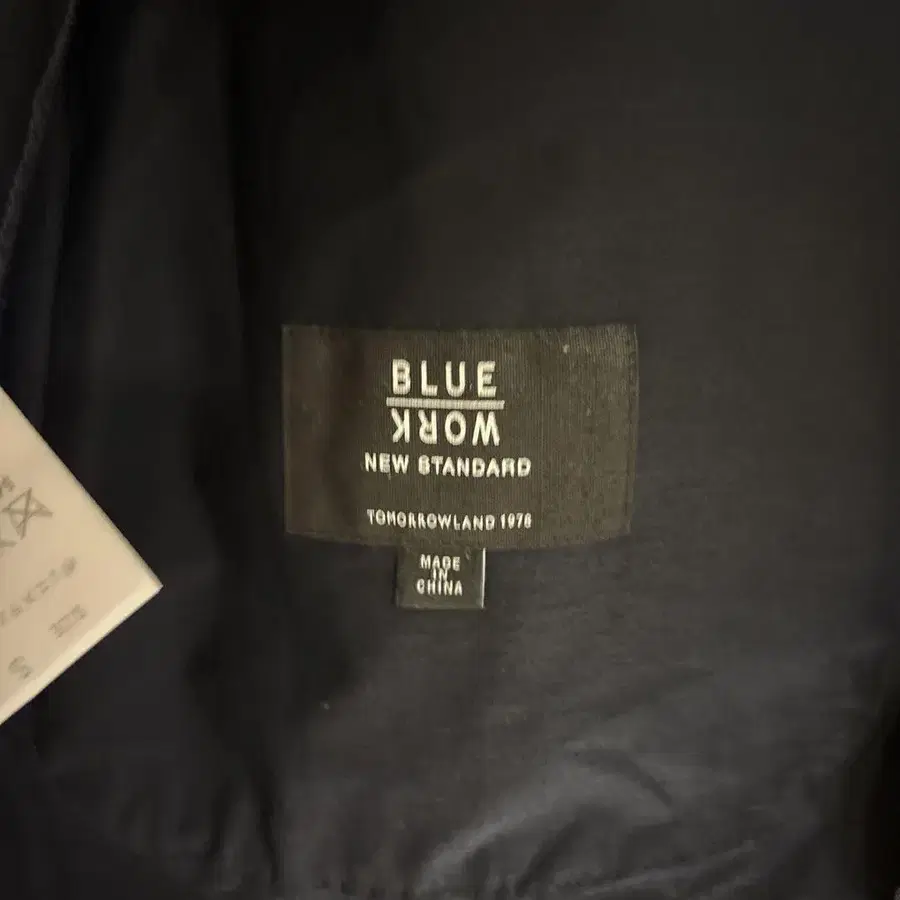 BLUE
WORK
NEW STANDARD
TOMORROWLAND 1978
MADE
IN
CHINA